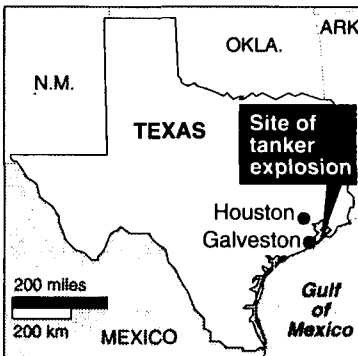 ARK
OKLA.
N.M.
TEXAS
Site of
tanker
explosion
Houston
Galveston
200 miles
200 km
MEXICO
Gulf
of
Mexico